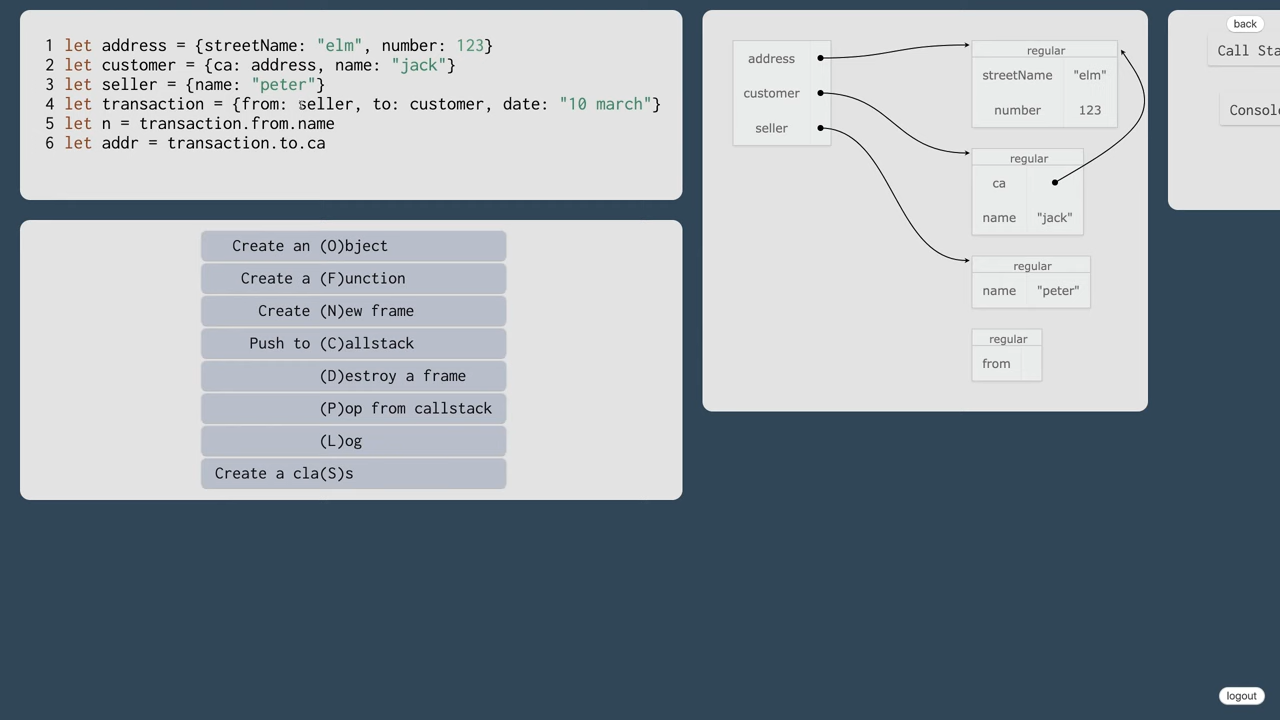 1 let address = {streetName: "elm", number: 123}
2 let customer = {ca: address, name: "jack"}
3 let seller = {name: "peter"}
4 let transaction = {from: seller, to: customer, date: "10 march"}
5 let n = transaction.from.name
6 let addr = transaction.to.ca
Create an (O)bject
Create a (F)unction
Create (N)ew frame
Push to (C)allstack
(D)estroy a frame
(P)op from callstack
(L)og
Create a cla(S)s
address
customer
seller
regular
streetName "elm"
number 123
regular
ca
name "jack"
regular
name "peter"
regular
from
back
Call Sta
Console
logout